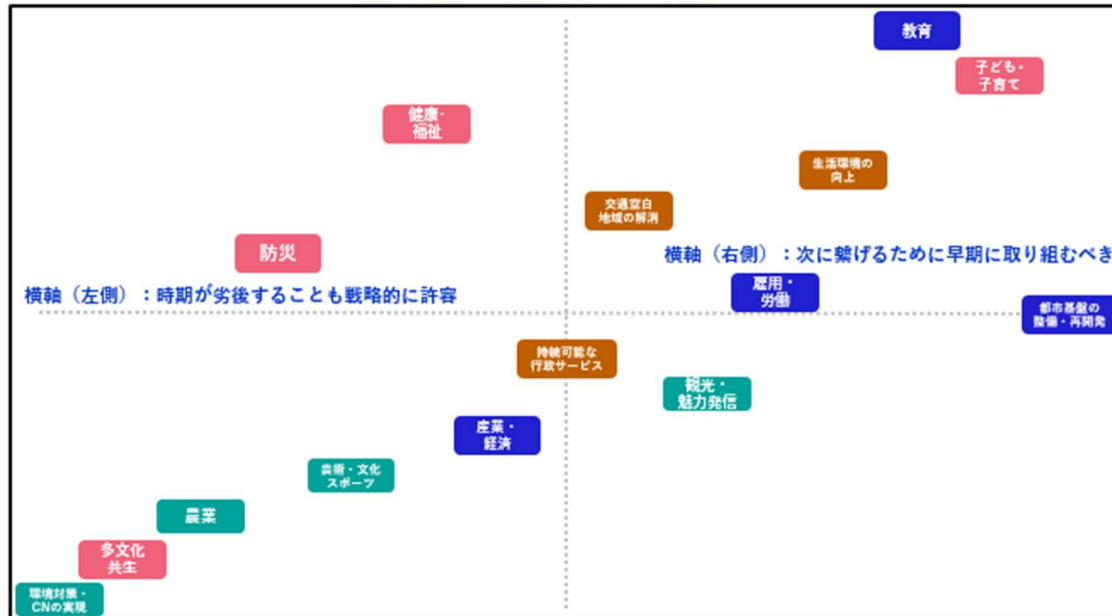 教育
子ども・
子育て
健康・
福祉
生活環境の
向上
交通空白
地域の解消
防災
横軸（右側）：次に繋げるために早期に取り組むべき
横軸（左側）：時期が劣後することも戦略的に許容
雇用・
労働
都市基盤の
整備・再開発
持続可能な
行政サービス
観光・
魅力発信
産業・
経済
芸術・文化
スポーツ
農業
多文化
共生
環境対策・
CNの実現